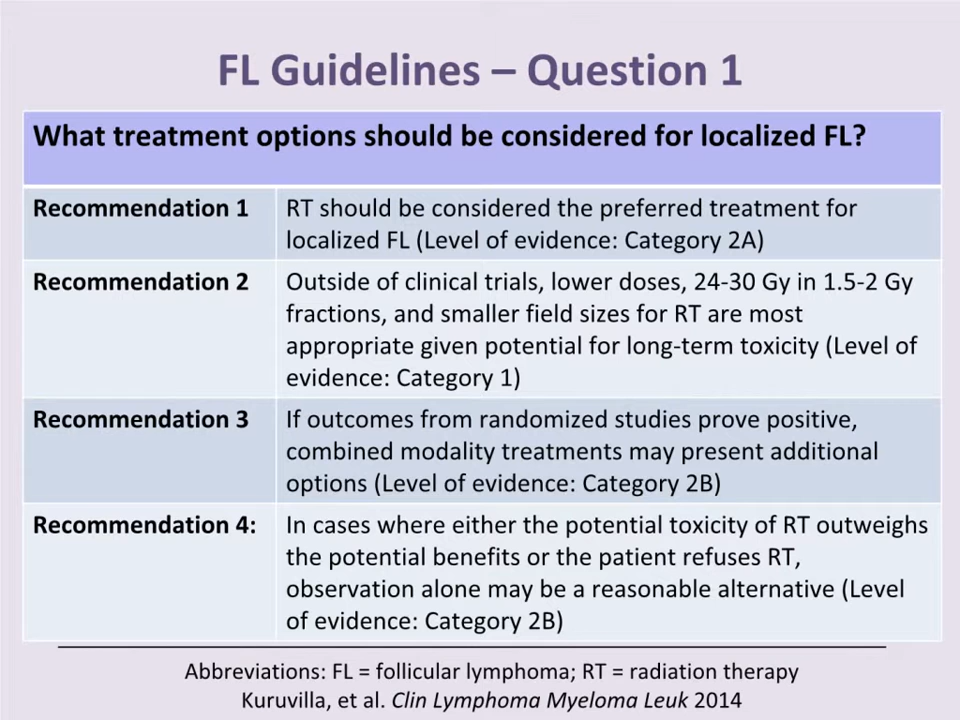 FL Guidelines – Question 1
What treatment options should be considered for localized FL?
Recommendation 1
RT should be considered the preferred treatment for
localized FL (Level of evidence: Category 2A)
Recommendation 2
Outside of clinical trials, lower doses, 24-30 Gy in 1.5-2 Gy
fractions, and smaller field sizes for RT are most
appropriate given potential for long-term toxicity (Level of
evidence: Category 1)
Recommendation 3
If outcomes from randomized studies prove positive,
combined modality treatments may present additional
options (Level of evidence: Category 2B)
Recommendation 4:
In cases where either the potential toxicity of RT outweighs
the potential benefits or the patient refuses RT,
observation alone may be a reasonable alternative (Level
of evidence: Category 2B)
Abbreviations: FL = follicular lymphoma; RT = radiation therapy
Kuruvilla, et al. Clin Lymphoma Myeloma Leuk 2014